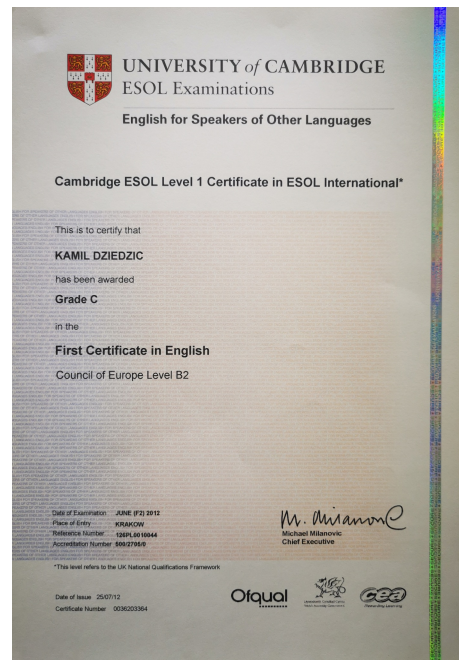 UNIVERSITY of CAMBRIDGE
ESOL Examinations
English for Speakers of Other Languages
Cambridge ESOL Level 1 Certificate in ESOL International*
This is to certify that
KAMIL DZIEDZIC
has been awarded
Grade C
in the
First Certificate in English
Council of Europe Level B2
Date of Examination JUNE (F2) 2012
Place of Entry KRAKOW
Reference Number 126PL0010044
Accreditation Number 500/2705/0
M. Milanovic
Michael Milanovic
Chief Executive
*This level refers to the UK National Qualifications Framework
Date of Issue 25/07/12
Certificate Number 0036203364
Ofqual
cea